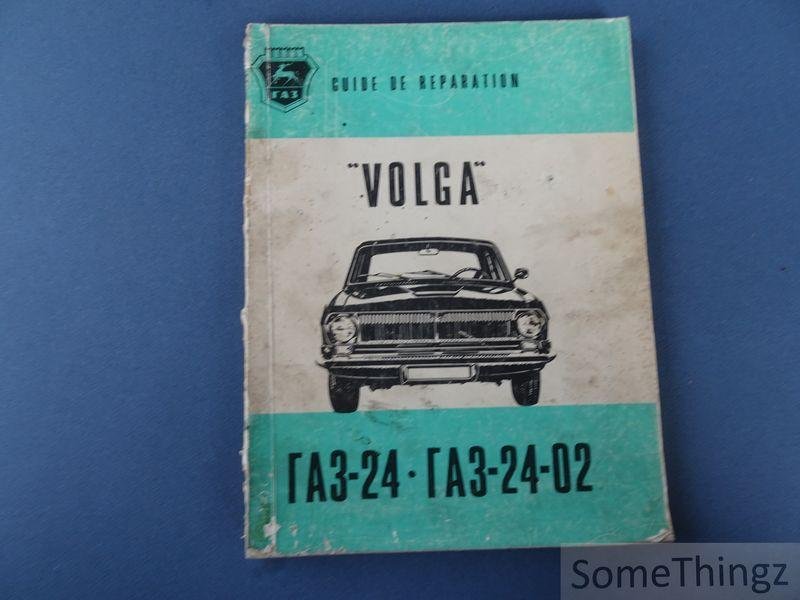 ГАЗ
GUIDE DE REPARATION
"VOLGA"
ГАЗ-24 · ГАЗ-24-02
SomeThingz